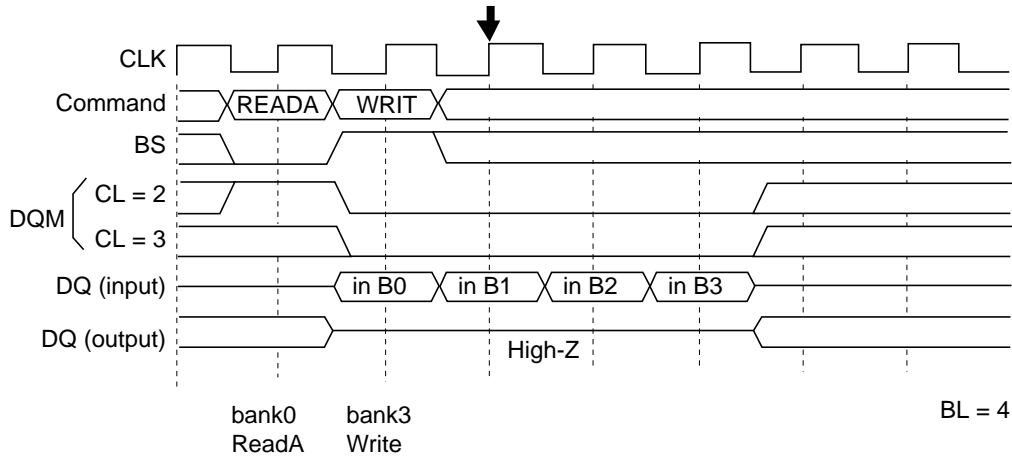 CLK
Command READA WRIT
BS
DQM
CL = 2
CL = 3
DQ (input) in B0 in B1 in B2 in B3
DQ (output) High-Z
bank0 bank3 BL = 4
ReadA Write